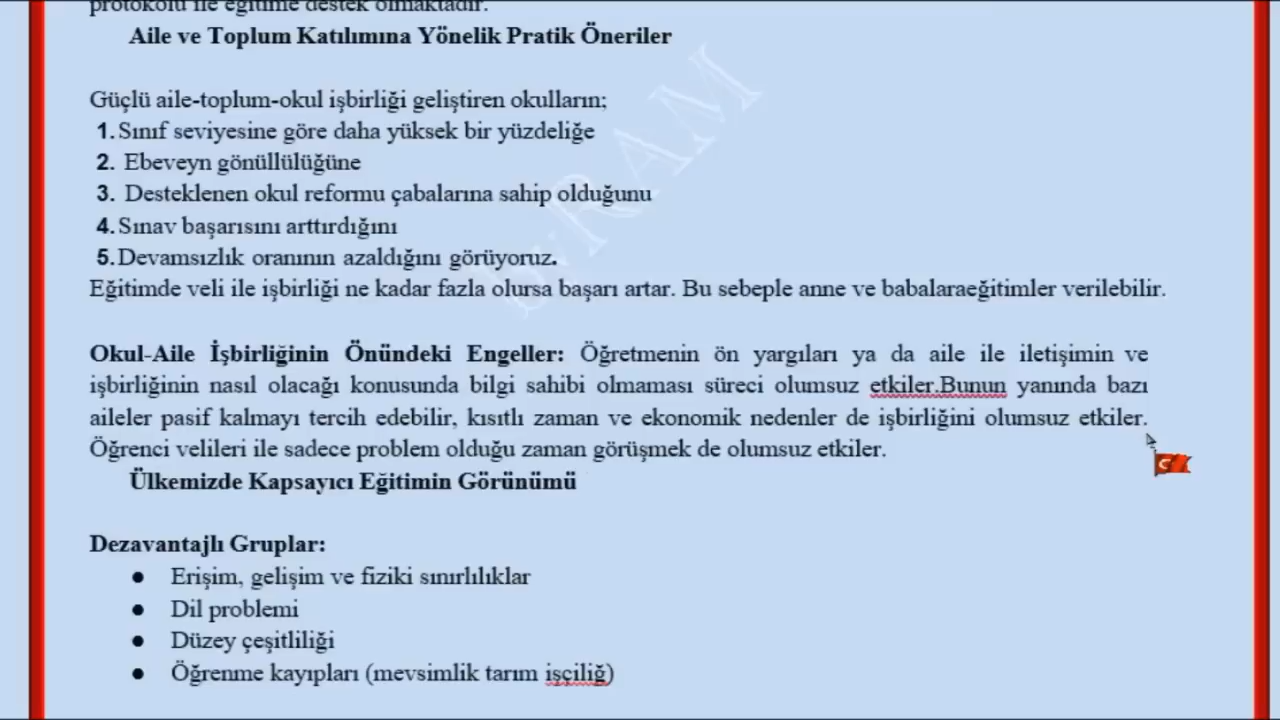 protokolü ile eğitime destek olmaktadır.
Aile ve Toplum Katılımına Yönelik Pratik Öneriler
Güçlü aile-toplum-okul işbirliği geliştiren okulların;
1. Sınıf seviyesine göre daha yüksek bir yüzdeliğe
2. Ebeveyn gönüllülüğüne
3. Desteklenen okul reformu çabalarına sahip olduğunu
4. Sınav başarısını arttırdığını
5. Devamsızlık oranının azaldığını görüyoruz.
Eğitimde veli ile işbirliği ne kadar fazla olursa başarı artar. Bu sebeple anne ve babalaraeğitimler verilebilir.
Okul-Aile İşbirliğinin Önündeki Engeller: Öğretmenin ön yargıları ya da aile ile iletişimin ve
işbirliğinin nasıl olacağı konusunda bilgi sahibi olmaması süreci olumsuz etkiler.Bunun yanında bazı
aileler pasif kalmayı tercih edebilir, kısıtlı zaman ve ekonomik nedenler de işbirliğini olumsuz etkiler.
Öğrenci velileri ile sadece problem olduğu zaman görüşmek de olumsuz etkiler.
Ülkemizde Kapsayıcı Eğitimin Görünümü
Dezavantajlı Gruplar:
● Erişim, gelişim ve fiziki sınırlılıklar
● Dil problemi
● Düzey çeşitliliği
● Öğrenme kayıpları (mevsimlik tarım işçiliğ)
byRAM